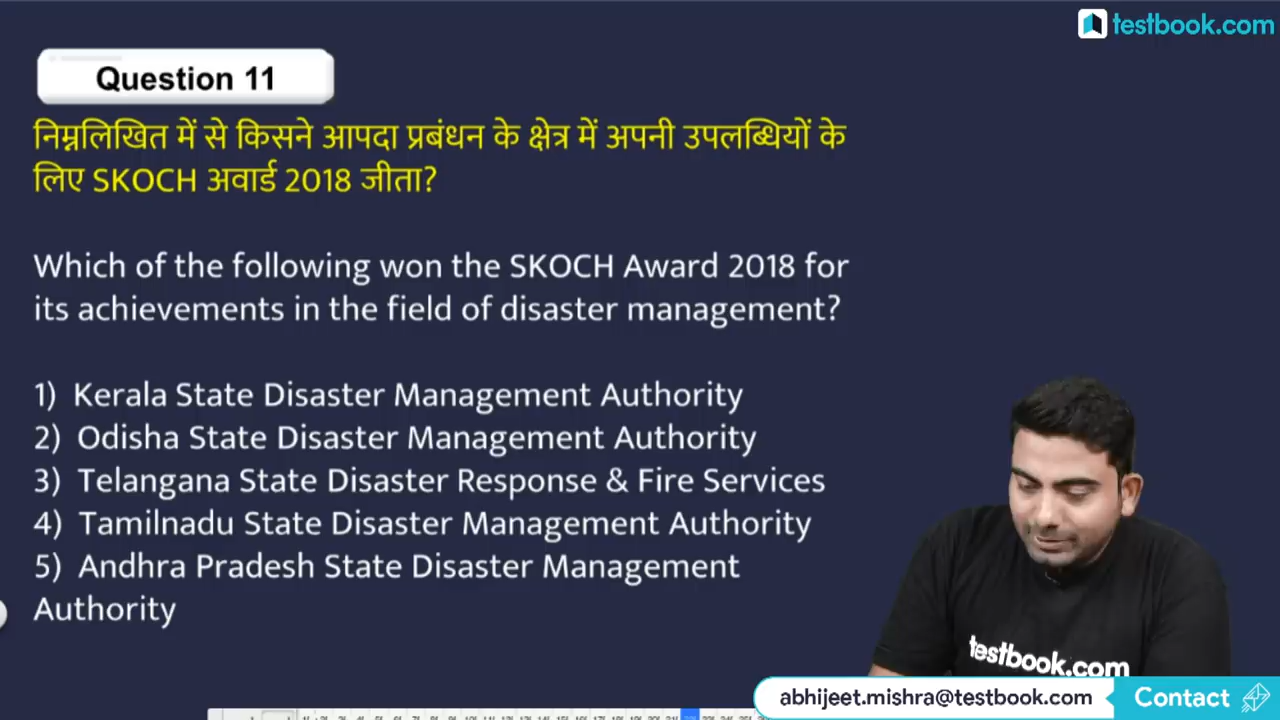 testbook.com
Question 11
निम्नलिखित में से किसने आपदा प्रबंधन के क्षेत्र में अपनी उपलब्धियों के
लिए SKOCH अवार्ड 2018 जीता?
Which of the following won the SKOCH Award 2018 for
its achievements in the field of disaster management?
1) Kerala State Disaster Management Authority
2) Odisha State Disaster Management Authority
3) Telangana State Disaster Response & Fire Services
4) Tamilnadu State Disaster Management Authority
5) Andhra Pradesh State Disaster Management
Authority
testbook.com
abhijeet.mishra@testbook.com Contact